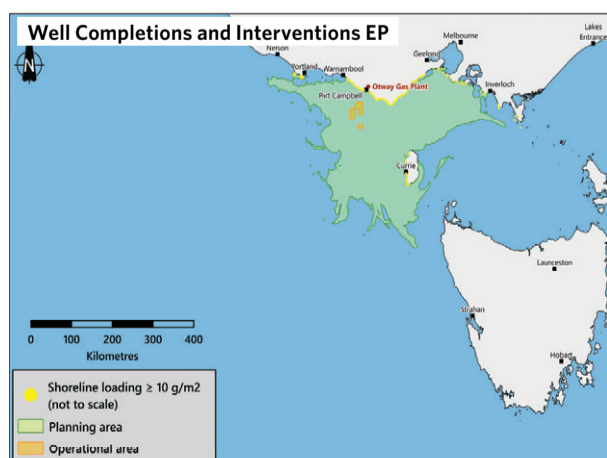 Well Completions and Interventions EP
Lakes
Entrance
Melbourne
Nelson
Geelong
Portland
Warnambool
N
Inverloch
Otway Gas Plant
Port Campbell
Currie
Launceston
Strahan
0 100 200 300 400
Kilometres
Hobart
Shoreline loading ≥ 10 g/m2
(not to scale)
Planning area
Operational area